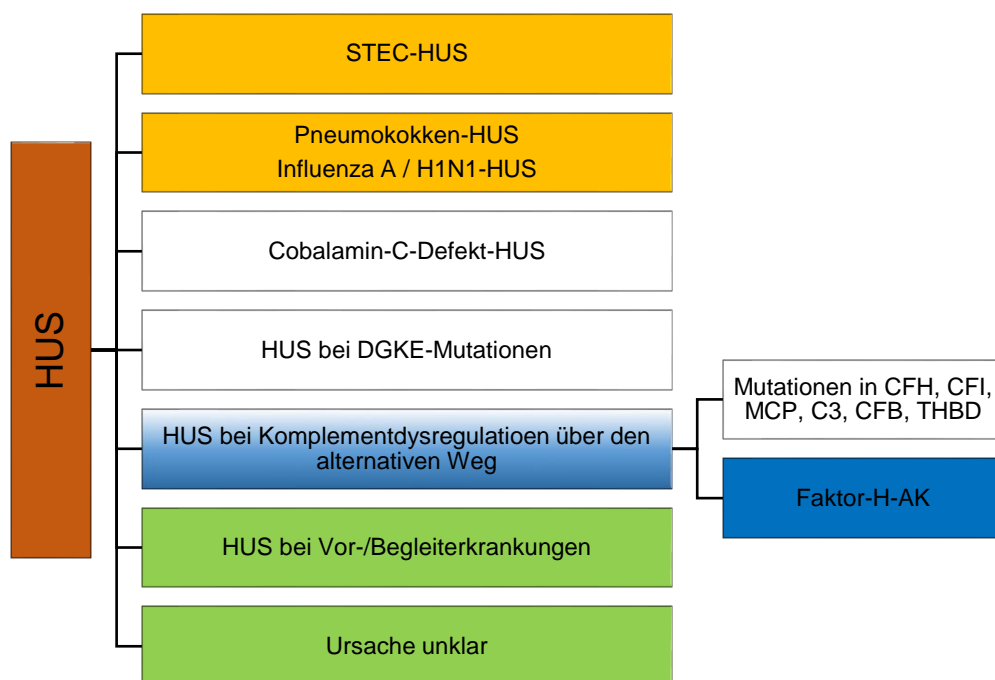 HUS
STEC-HUS
Pneumokokken-HUS
Influenza A / H1N1-HUS
Cobalamin-C-Defekt-HUS
HUS bei DGKE-Mutationen
HUS bei Komplementdysregulatioen über den
alternativen Weg
Mutationen in CFH, CFI,
MCP, C3, CFB, THBD
Faktor-H-AK
HUS bei Vor-/Begleiterkrankungen
Ursache unklar